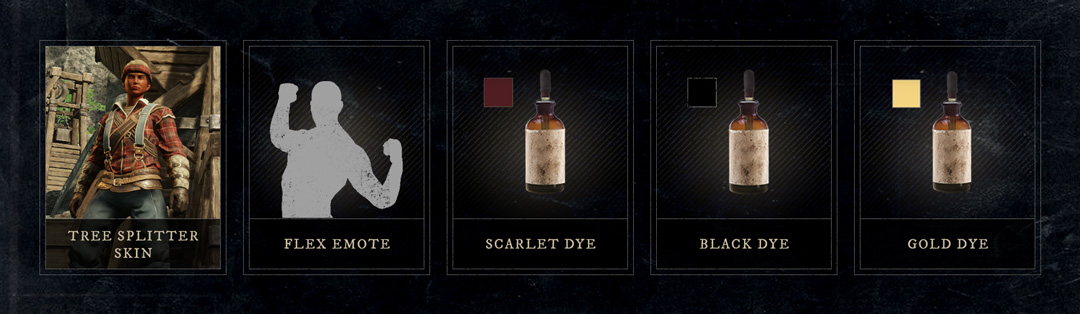 TREE SPLITTER
SKIN
FLEX EMOTE
SCARLET DYE
BLACK DYE
GOLD DYE